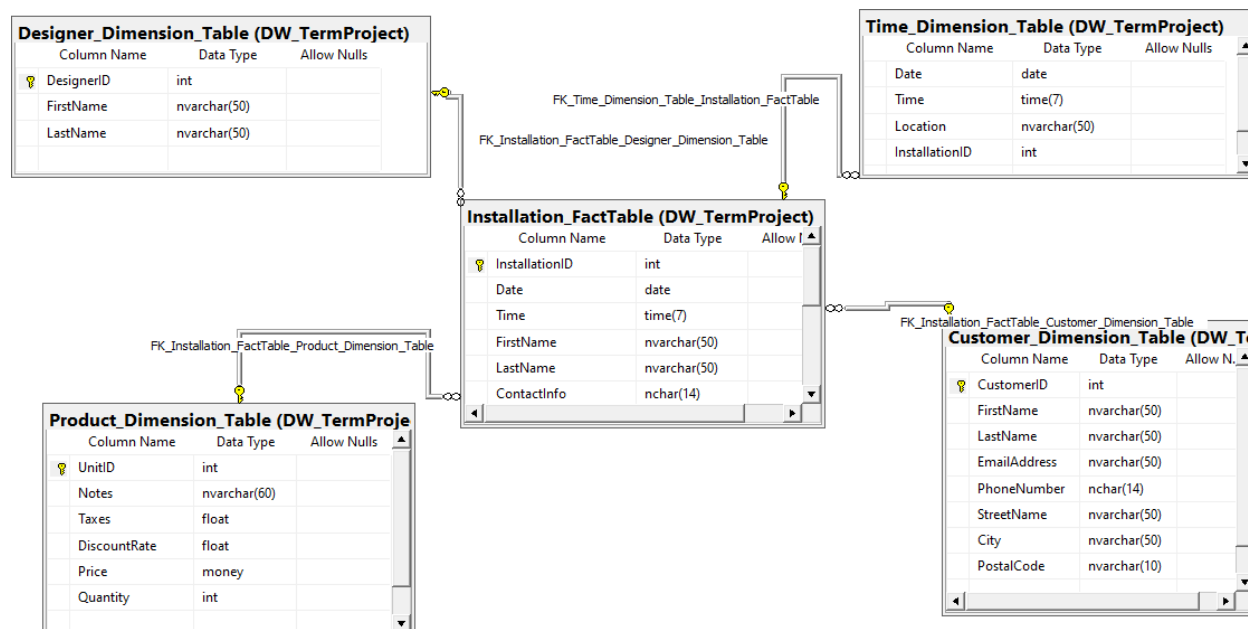 Designer_Dimension_Table (DW_TermProject)
Column Name Data Type Allow Nulls
DesignerID int
FirstName nvarchar(50)
LastName nvarchar(50)
Time_Dimension_Table (DW_TermProject)
Column Name Data Type Allow Nulls
Date date
Time time(7)
Location nvarchar(50)
InstallationID int
FK_Time_Dimension_Table_Installation_FactTable
FK_Installation_FactTable_Designer_Dimension_Table
Installation_FactTable (DW_TermProject)
Column Name Data Type Allow N
InstallationID int
Date date
Time time(7)
FirstName nvarchar(50)
LastName nvarchar(50)
ContactInfo nchar(14)
FK_Installation_FactTable_Product_Dimension_Table
Product_Dimension_Table (DW_TermProje
Column Name Data Type Allow Nulls
UnitID int
Notes nvarchar(60)
Taxes float
DiscountRate float
Price money
Quantity int
FK_Installation_FactTable_Customer_Dimension_Table
Customer_Dimension_Table (DW_Te
Column Name Data Type Allow N...
CustomerID int
FirstName nvarchar(50)
LastName nvarchar(50)
EmailAddress nvarchar(50)
PhoneNumber nchar(14)
StreetName nvarchar(50)
City nvarchar(50)
PostalCode nvarchar(10)